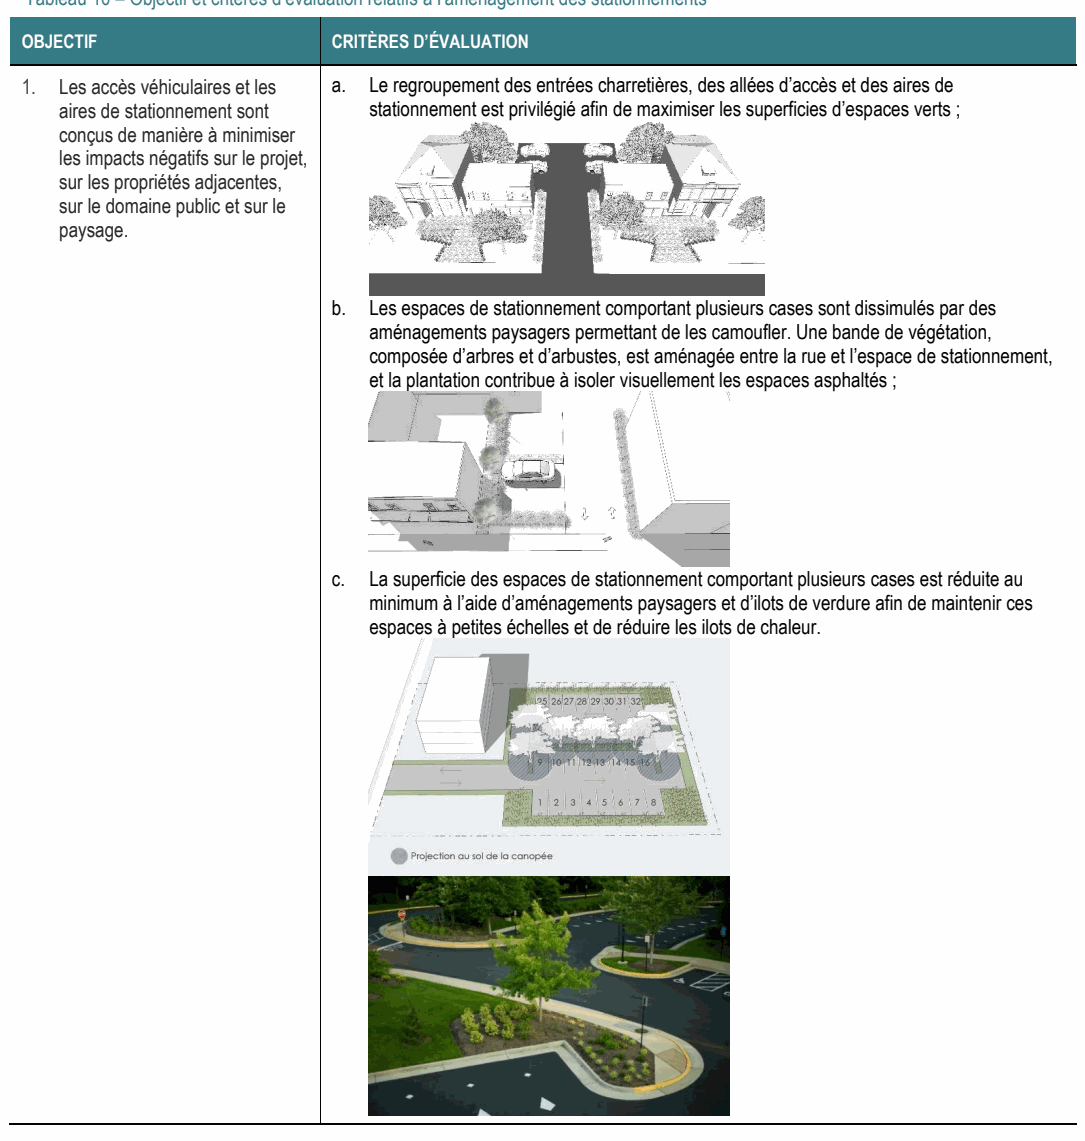 Tableau 10 – Objectif et critères d'évaluation relatifs à l'aménagement des stationnements
OBJECTIF
CRITÈRES D'ÉVALUATION
1. Les accès véhiculaires et les
aires de stationnement sont
conçus de manière à minimiser
les impacts négatifs sur le projet,
sur les propriétés adjacentes,
sur le domaine public et sur le
paysage.
a. Le regroupement des entrées charretières, des allées d'accès et des aires de
stationnement est privilégié afin de maximiser les superficies d'espaces verts ;
b. Les espaces de stationnement comportant plusieurs cases sont dissimulés par des
aménagements paysagers permettant de les camoufler. Une bande de végétation,
composée d'arbres et d'arbustes, est aménagée entre la rue et l'espace de stationnement,
et la plantation contribue à isoler visuellement les espaces asphaltés ;
c. La superficie des espaces de stationnement comportant plusieurs cases est réduite au
minimum à l'aide d'aménagements paysagers et d'ilots de verdure afin de maintenir ces
espaces à petites échelles et de réduire les ilots de chaleur.
25 26 27 28 29 30 31 32
9 10 11 12 13 14 15 16
1 2 3 4 5 6 7 8
Projection au sol de la canopée